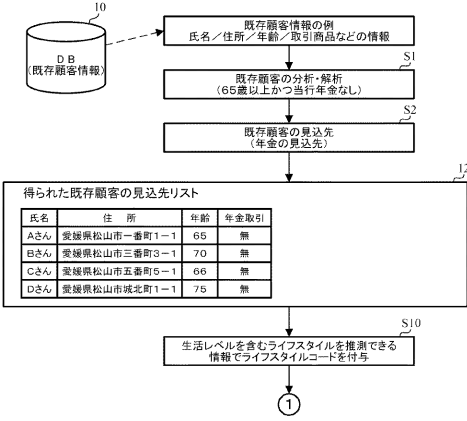 10
DB
(既存顧客情報)
既存顧客情報の例
氏名／住所／年齢／取引商品などの情報
S1
既存顧客の分析・解析
(65歳以上かつ当行年金なし)
S2
既存顧客の見込先
(年金の見込先)
12
得られた既存顧客の見込先リスト
氏名 住 所 年齢 年金取引
Aさん 愛媛県松山市一番町1－1 65 無
Bさん 愛媛県松山市三番町3－1 70 無
Cさん 愛媛県松山市五番町5－1 66 無
Dさん 愛媛県松山市城北町1－1 75 無
S10
生活レベルを含むライフスタイルを推測できる
情報でライフスタイルコードを付与
1